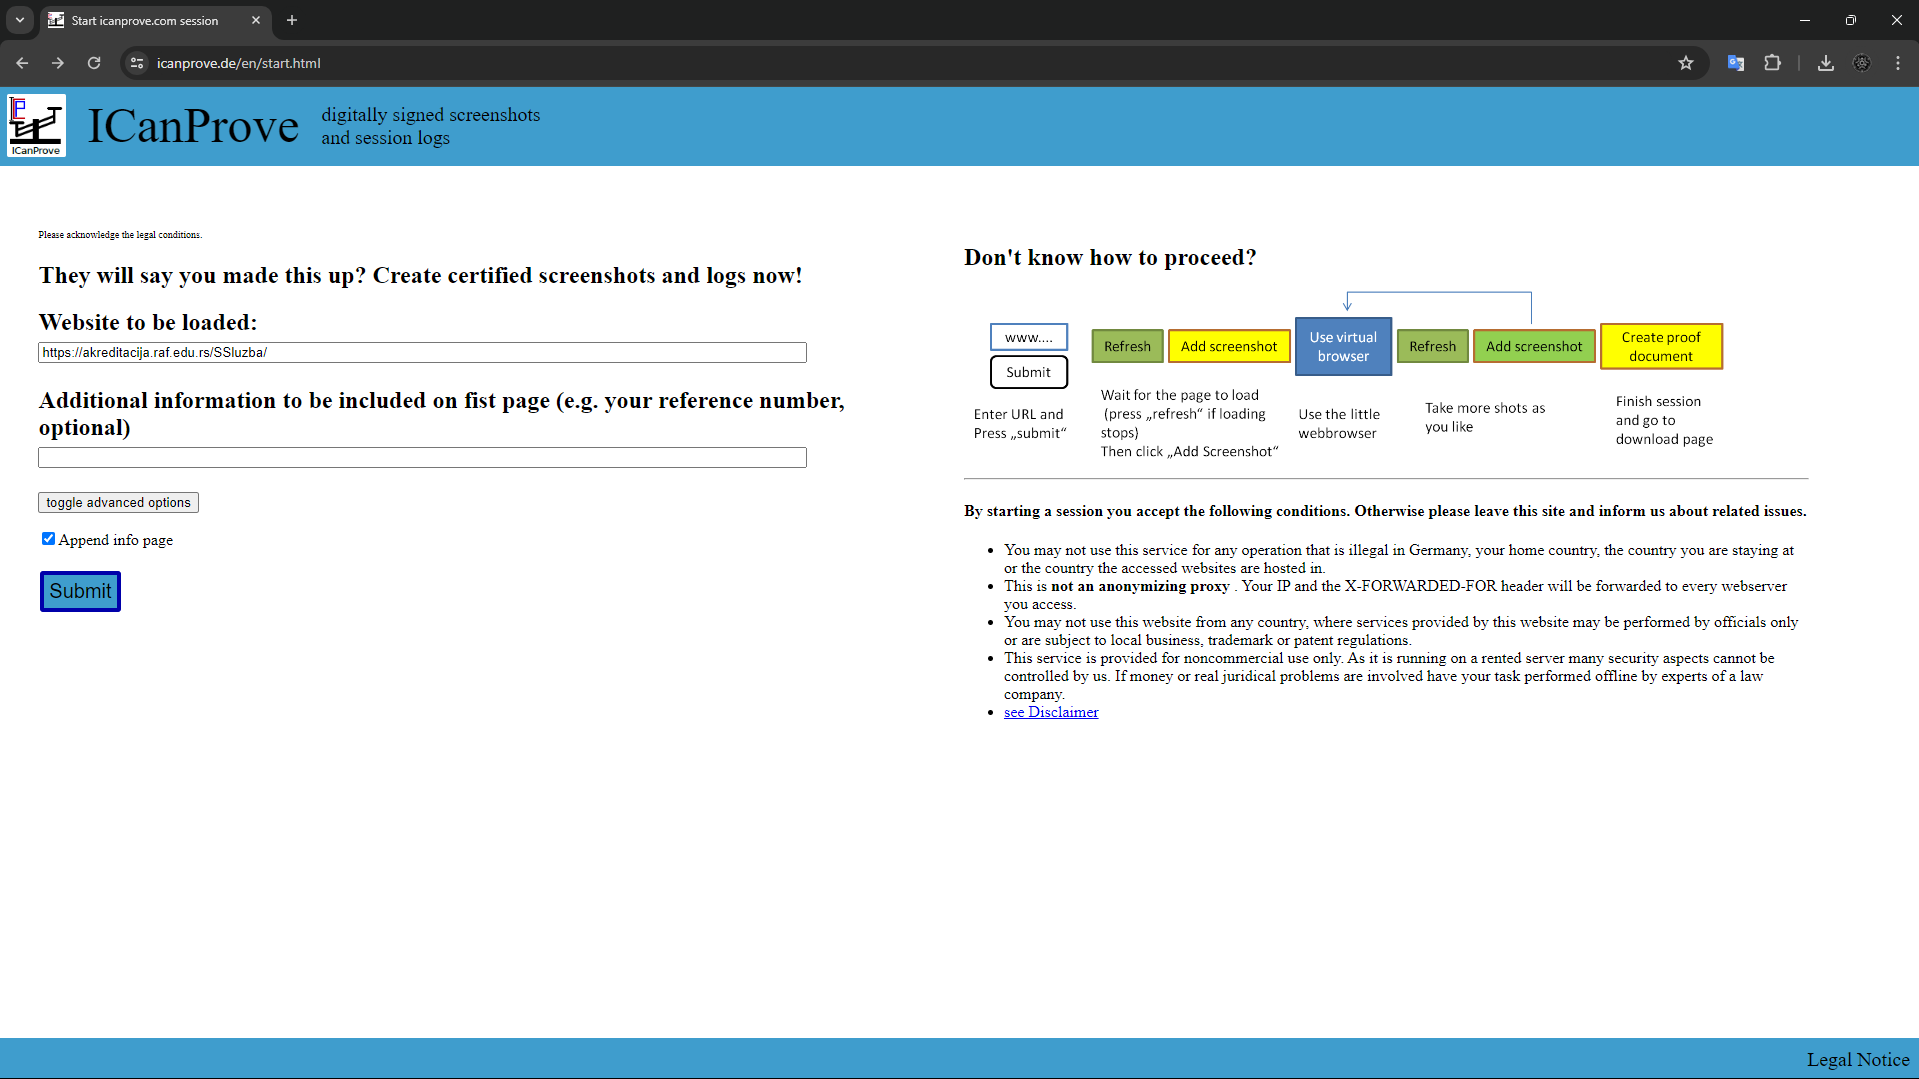 Start icanprove.com session
icanprove.de/en/start.html
ICanProve
ICanProve
digitally signed screenshots
and session logs
Please acknowledge the legal conditions.
They will say you made this up? Create certified screenshots and logs now!
Website to be loaded:
https://akreditacija.raf.edu.rs/SSluzba/
Additional information to be included on fist page (e.g. your reference number,
optional)
toggle advanced options
Append info page
Submit
Don't know how to proceed?
www....
Submit
Refresh
Add screenshot
Use virtual
browser
Refresh
Add screenshot
Create proof
document
Enter URL and
Press „submit“
Wait for the page to load
(press „refresh“ if loading
stops)
Then click „Add Screenshot“
Use the little
webbrowser
Take more shots as
you like
Finish session
and go to
download page
By starting a session you accept the following conditions. Otherwise please leave this site and inform us about related issues.
• You may not use this service for any operation that is illegal in Germany, your home country, the country you are staying at
or the country the accessed websites are hosted in.
• This is not an anonymizing proxy . Your IP and the X-FORWARDED-FOR header will be forwarded to every webserver
you access.
• You may not use this website from any country, where services provided by this website may be performed by officials only
or are subject to local business, trademark or patent regulations.
• This service is provided for noncommercial use only. As it is running on a rented server many security aspects cannot be
controlled by us. If money or real juridical problems are involved have your task performed offline by experts of a law
company.
• see Disclaimer
Legal Notice